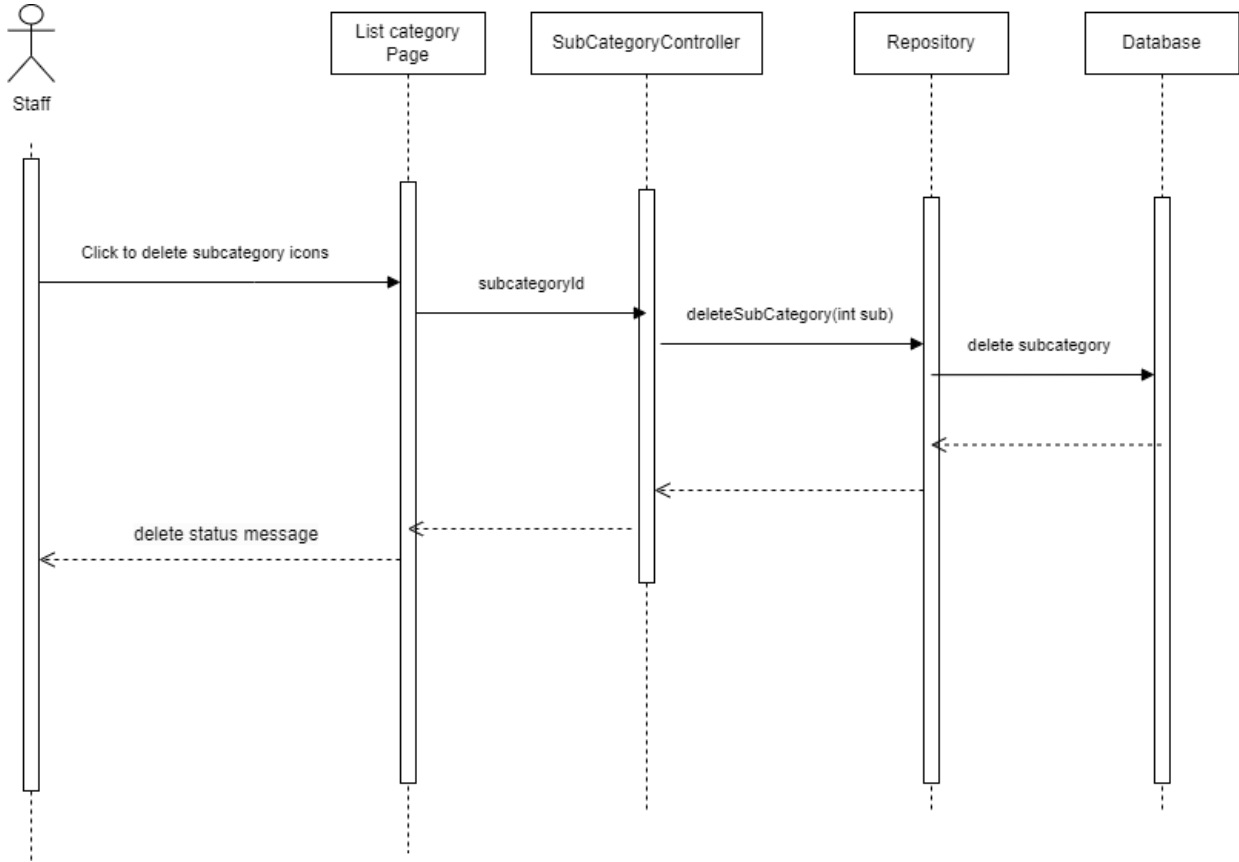 Staff
List category
Page
SubCategoryController
Repository
Database
Click to delete subcategory icons
subcategoryId
deleteSubCategory(int sub)
delete subcategory
delete status message